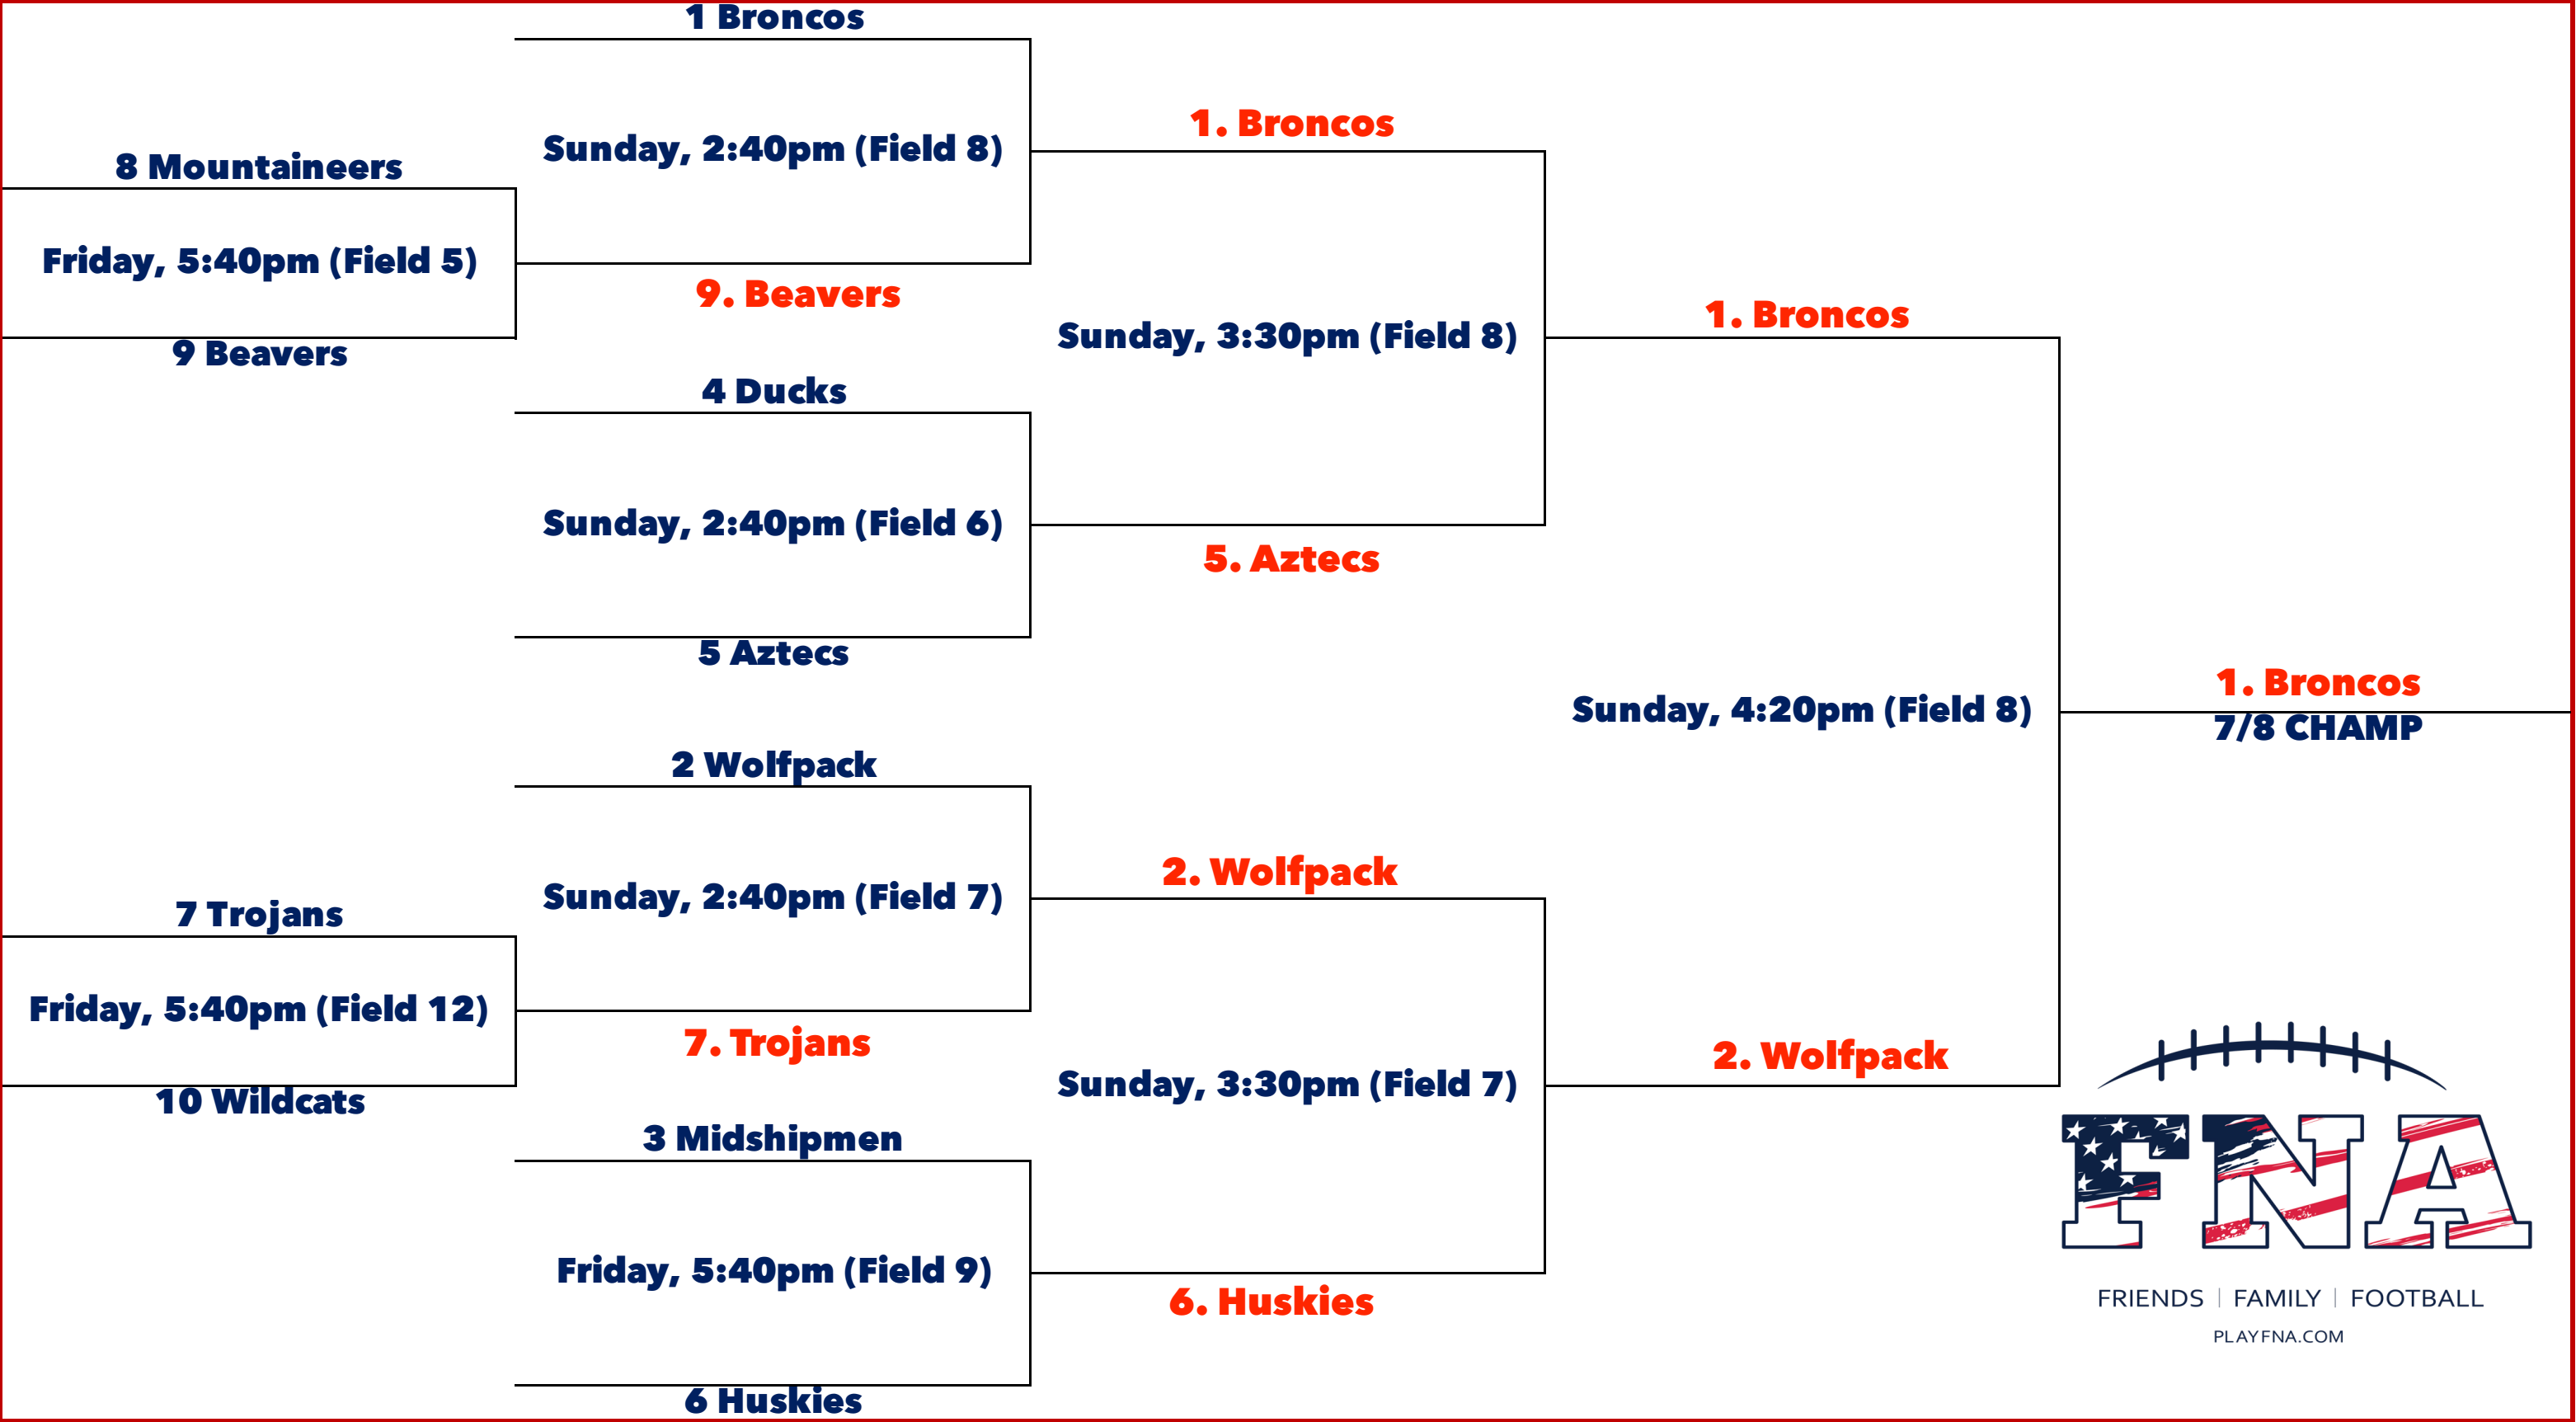 1 Broncos
Sunday, 2:40pm (Field 8)
1. Broncos
8 Mountaineers
Friday, 5:40pm (Field 5)
9. Beavers
9 Beavers
Sunday, 3:30pm (Field 8)
1. Broncos
4 Ducks
Sunday, 2:40pm (Field 6)
5. Aztecs
5 Aztecs
Sunday, 4:20pm (Field 8)
1. Broncos
7/8 CHAMP
2 Wolfpack
Sunday, 2:40pm (Field 7)
2. Wolfpack
7 Trojans
Friday, 5:40pm (Field 12)
7. Trojans
10 Wildcats
Sunday, 3:30pm (Field 7)
2. Wolfpack
3 Midshipmen
Friday, 5:40pm (Field 9)
6. Huskies
6 Huskies
FNA
FRIENDS | FAMILY | FOOTBALL
PLAYFNA.COM